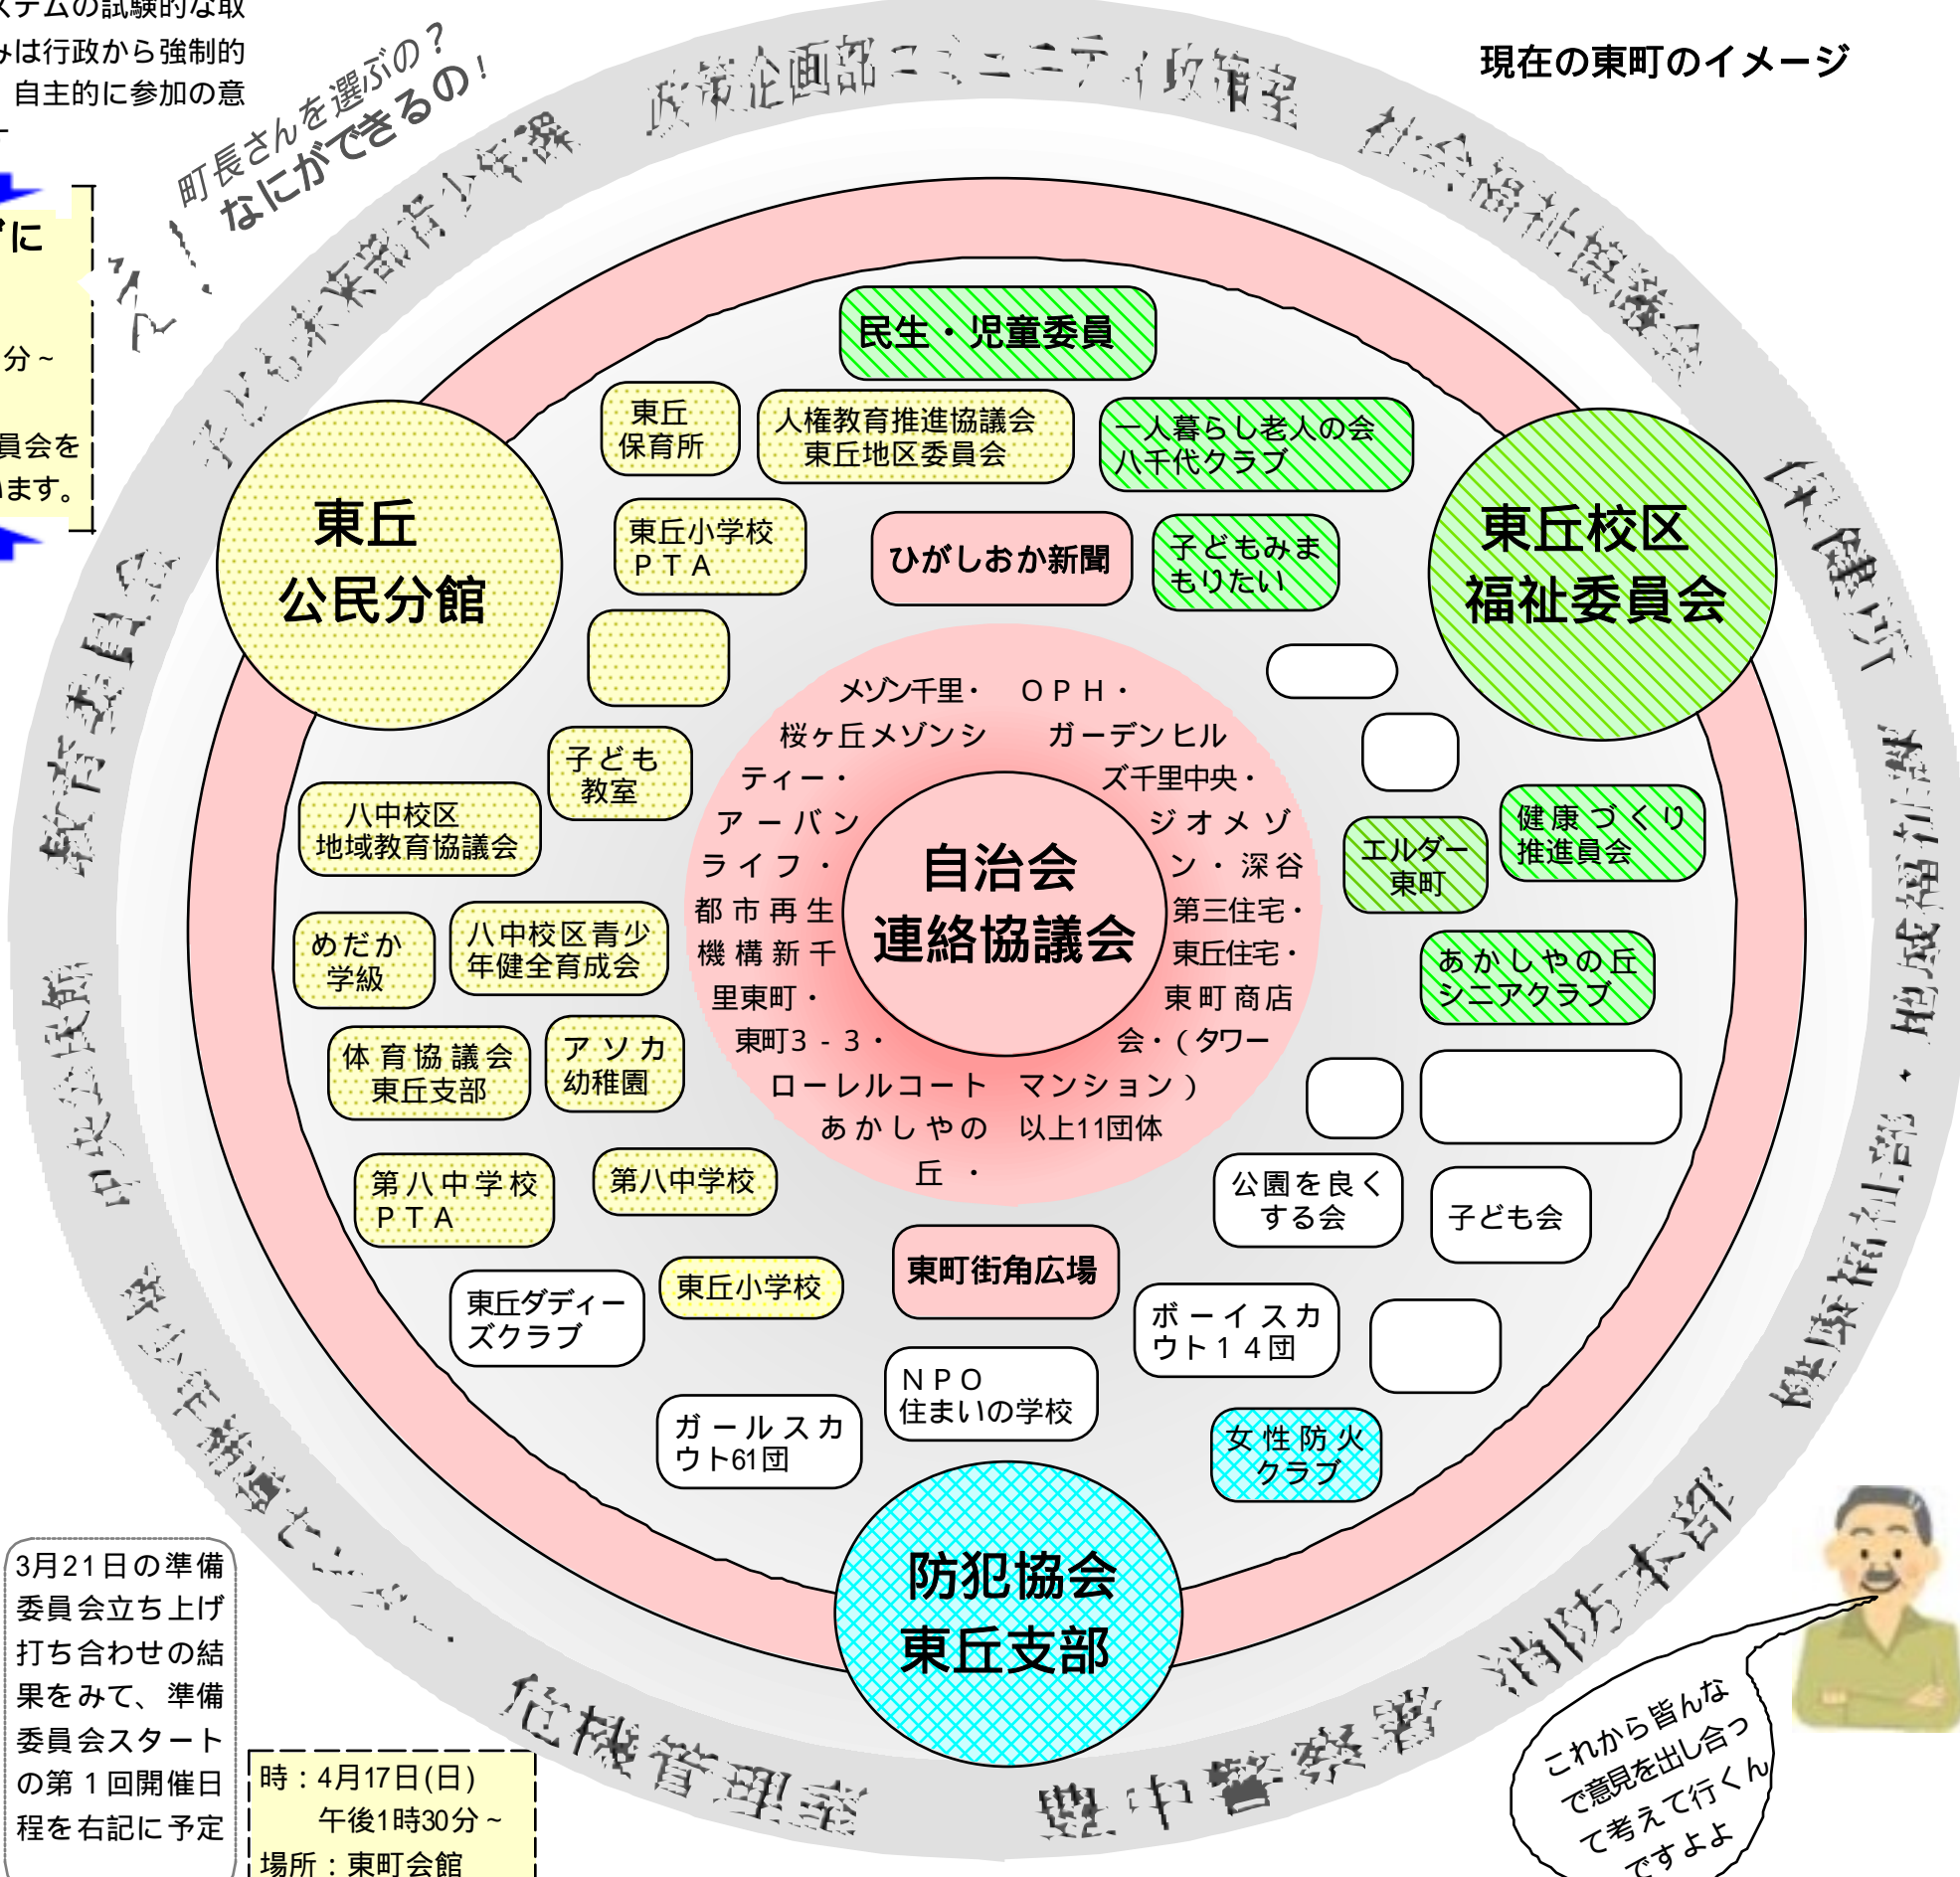 ステムの試験的な取
みは行政から強制的
自主的に参加の意
町長さんを選ぶの？
なにができるの！
え！
現在の東町のイメージ
政策企画部コミュニティ政策室
社会福祉協議会
保健所
健康福祉部・地域福祉課
消防本部
豊中警察署
危機管理室
中央公民館
教育委員会
こども未来部青少年課
に
分～
員会を
います。
民生・児童委員
東丘
保育所
人権教育推進協議会
東丘地区委員会
一人暮らし老人の会
八千代クラブ
東丘
公民分館
東丘小学校
ＰＴＡ
ひがしおか新聞
子どもみま
もりたい
東丘校区
福祉委員会
子ども
教室
八中校区
地域教育協議会
めだか
学級
八中校区青少
年健全育成会
体育協議会
東丘支部
アソカ
幼稚園
第八中学校
ＰＴＡ
第八中学校
東丘小学校
東丘ダディー
ズクラブ
メゾン千里・
桜ヶ丘メゾンシ
ティー・
アーバン
ライフ・
都市再生
機構新千
里東町・
東町3-3・
ローレルコート
あかしやの
丘・
ＯＰＨ・
ガーデンヒル
ズ千里中央・
ジオメゾ
ン・深谷
第三住宅・
東丘住宅・
東町商店
会・(タワー
マンション)
以上11団体
自治会
連絡協議会
エルダー
東町
健康づくり
推進員会
あかしやの丘
シニアクラブ
公園を良く
する会
子ども会
東町街角広場
ボーイスカ
ウト１４団
ＮＰＯ
住まいの学校
ガールスカ
ウト61団
女性防火
クラブ
防犯協会
東丘支部
3月21日の準備
委員会立ち上げ
打ち合わせの結
果をみて、準備
委員会スタート
の第１回開催日
程を右記に予定
時：4月17日(日)
午後1時30分～
場所：東町会館
これから皆んな
で意見を出し合っ
て考えて行くん
ですよよ